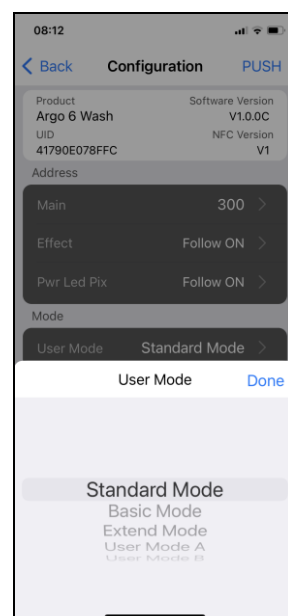 08:12
Back Configuration PUSH
Product Software Version
Argo 6 Wash V1.0.0C
UID NFC Version
41790E078FFC V1
Address
Main 300
Effect Follow ON
Pwr Led Pix Follow ON
Mode
User Mode Standard Mode
User Mode Done
Standard Mode
Basic Mode
Extend Mode
User Mode A
User Mode B